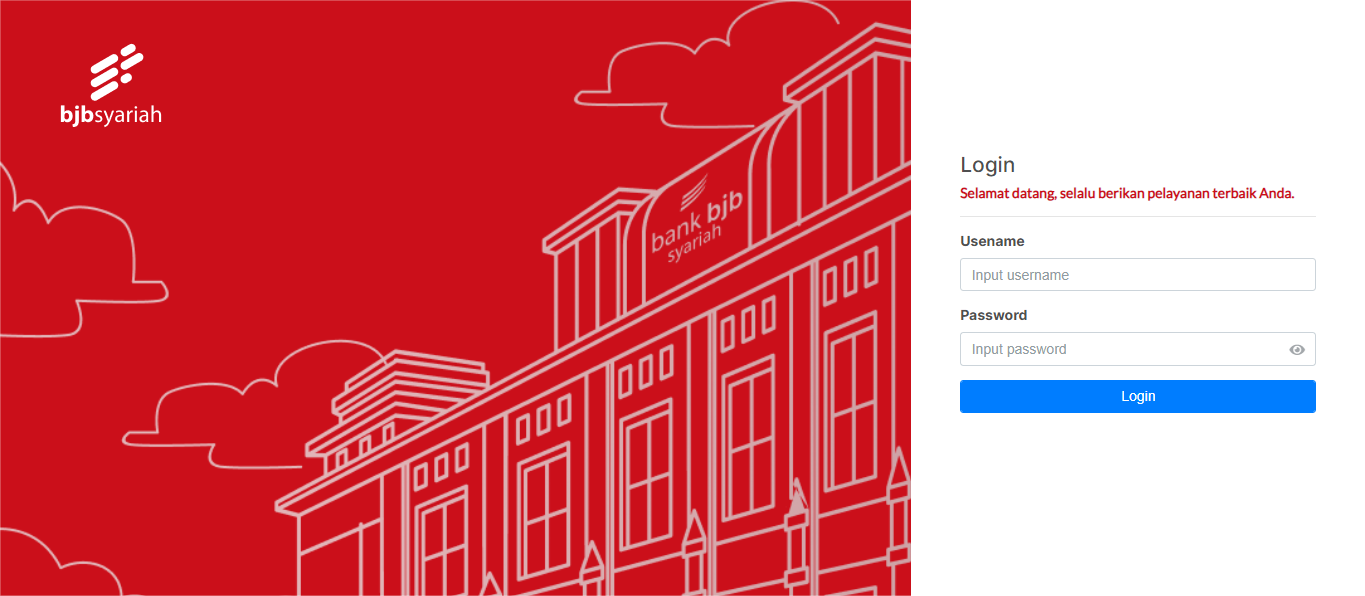 bjbsyariah
bank bjb
syariah
Login
Selamat datang, selalu berikan pelayanan terbaik Anda.
Usename
Input username
Password
Input password
Login